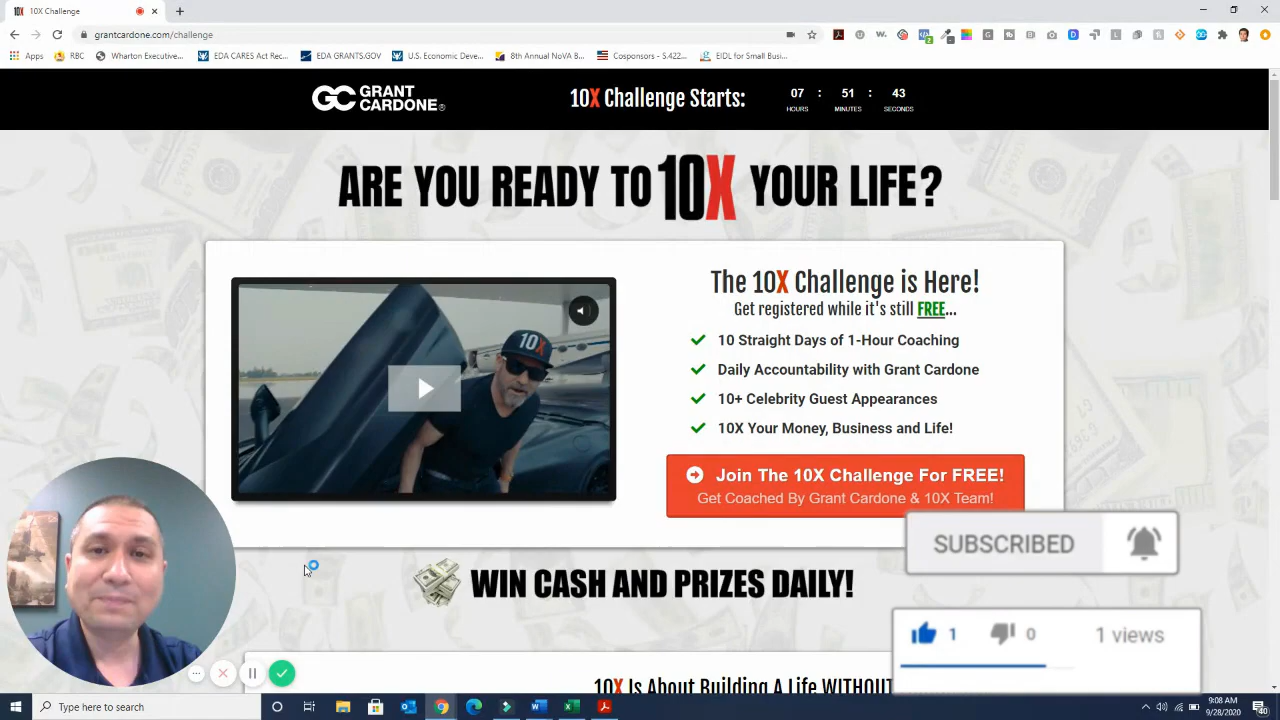 10X Challenge
grantcardone.com/challenge
Apps
RBC
Wharton Executive...
EDA CARES Act Rec...
EDA GRANTS.GOV
U.S. Economic Deve...
8th Annual NoVA B...
Cosponsors - S.422...
EIDL for Small Busi...
GC GRANT CARDONE®
10X Challenge Starts:
07 : 51 : 43
HOURS MINUTES SECONDS
ARE YOU READY TO 10X YOUR LIFE?
10X
The 10X Challenge is Here!
Get registered while it's still FREE...
10 Straight Days of 1-Hour Coaching
Daily Accountability with Grant Cardone
10+ Celebrity Guest Appearances
10X Your Money, Business and Life!
Join The 10X Challenge For FREE!
Get Coached By Grant Cardone & 10X Team!
SUBSCRIBED
WIN CASH AND PRIZES DAILY!
1 0 1 views
10X Is About Building A Life WITHOUT
Type here to search
9:08 AM
9/28/2020